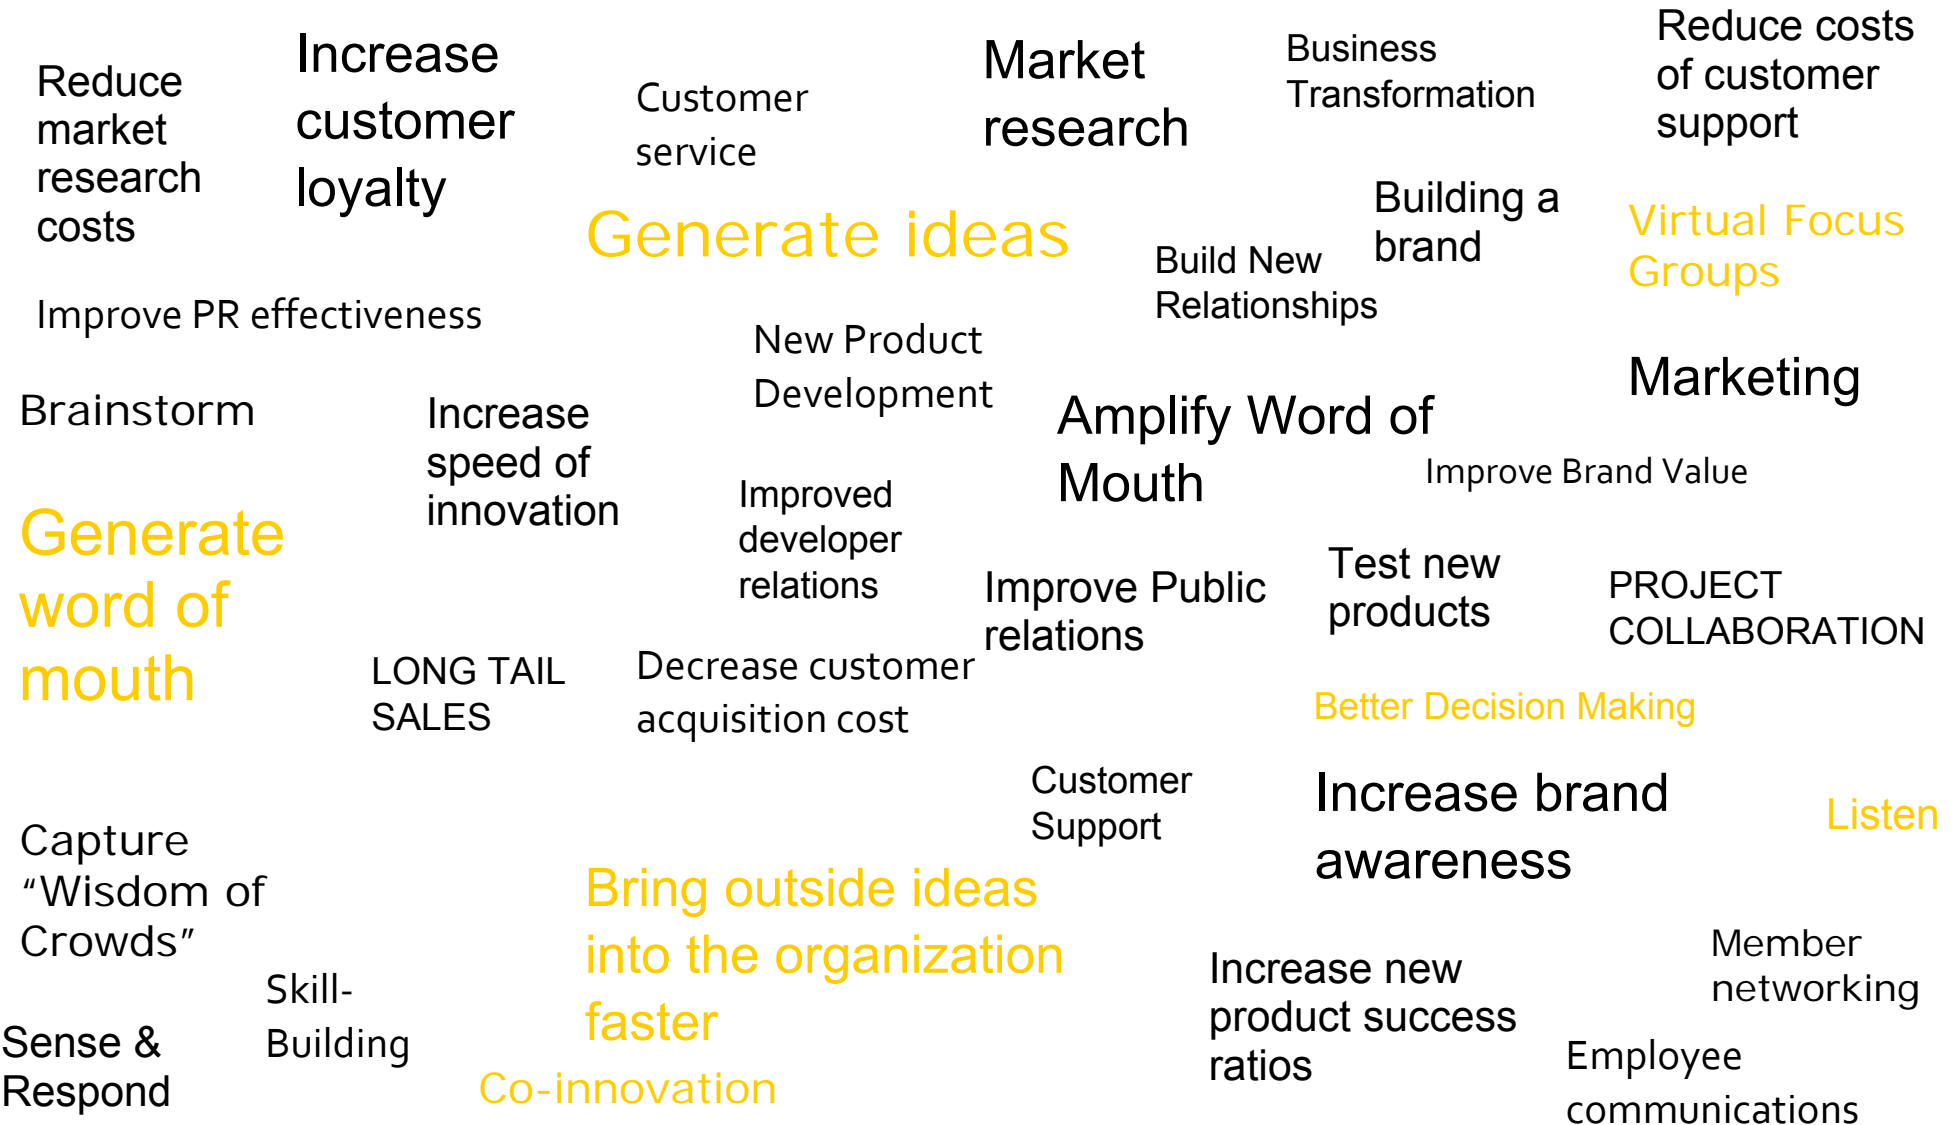 Reduce
market
research
costs
Increase
customer
loyalty
Customer
service
Market
research
Business
Transformation
Reduce costs
of customer
support
Generate ideas
Build New
Relationships
Building a
brand
Virtual Focus
Groups
Improve PR effectiveness
New Product
Development
Marketing
Brainstorm
Increase
speed of
innovation
Amplify Word of
Mouth
Improve Brand Value
Generate
word of
mouth
Improved
developer
relations
Improve Public
relations
Test new
products
PROJECT
COLLABORATION
LONG TAIL
SALES
Decrease customer
acquisition cost
Better Decision Making
Customer
Support
Increase brand
awareness
Listen
Capture
“Wisdom of
Crowds”
Bring outside ideas
into the organization
faster
Increase new
product success
ratios
Member
networking
Skill-
Building
Sense &
Respond
Co-innovation
Employee
communications